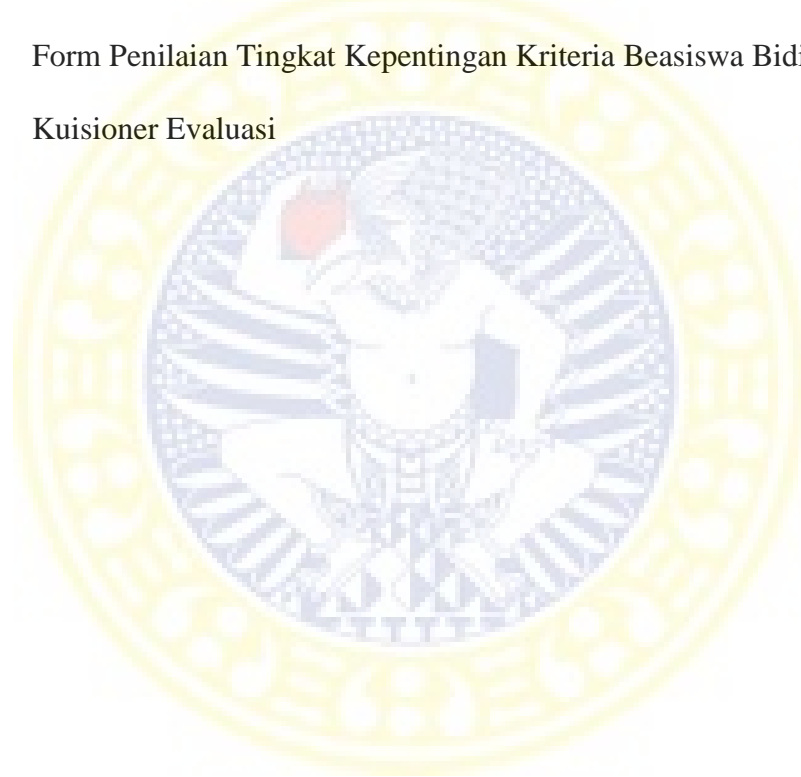 Form Penilaian Tingkat Kepentingan Kriteria Beasiswa Bidi
Kuisioner Evaluasi